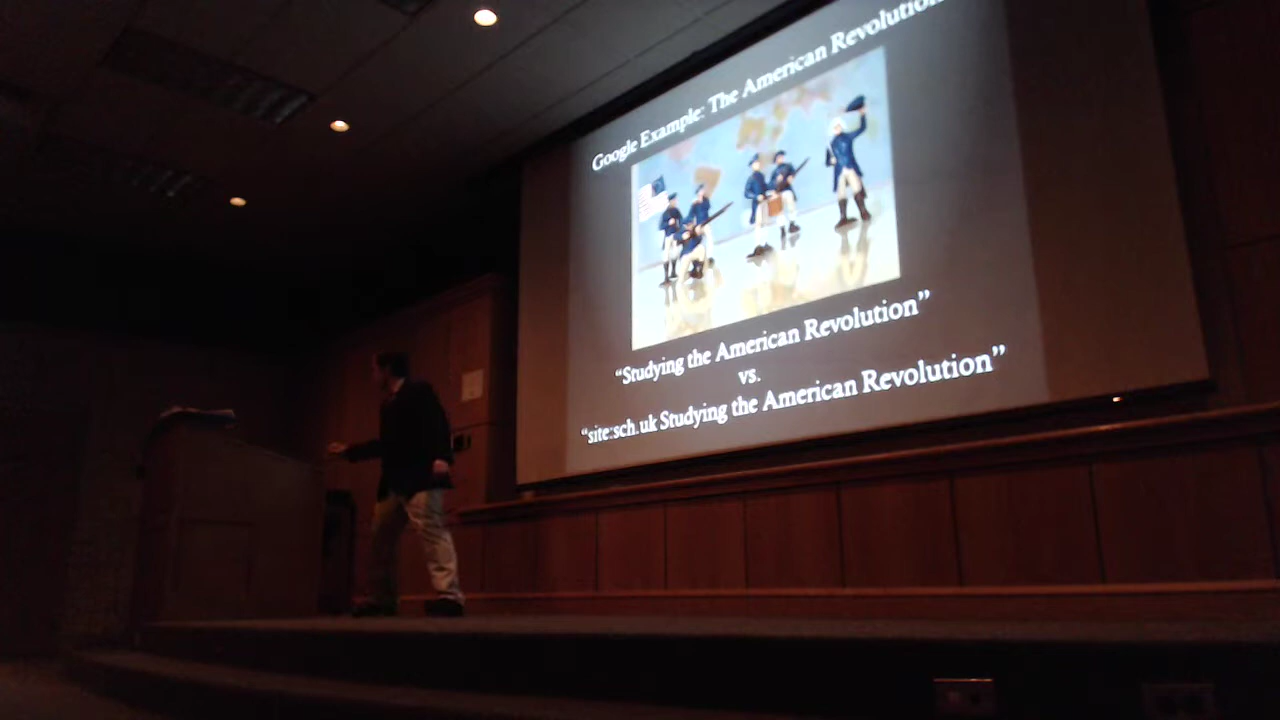 Google Example: The American Revolution
“Studying the American Revolution”
vs.
“site:sch.uk Studying the American Revolution”